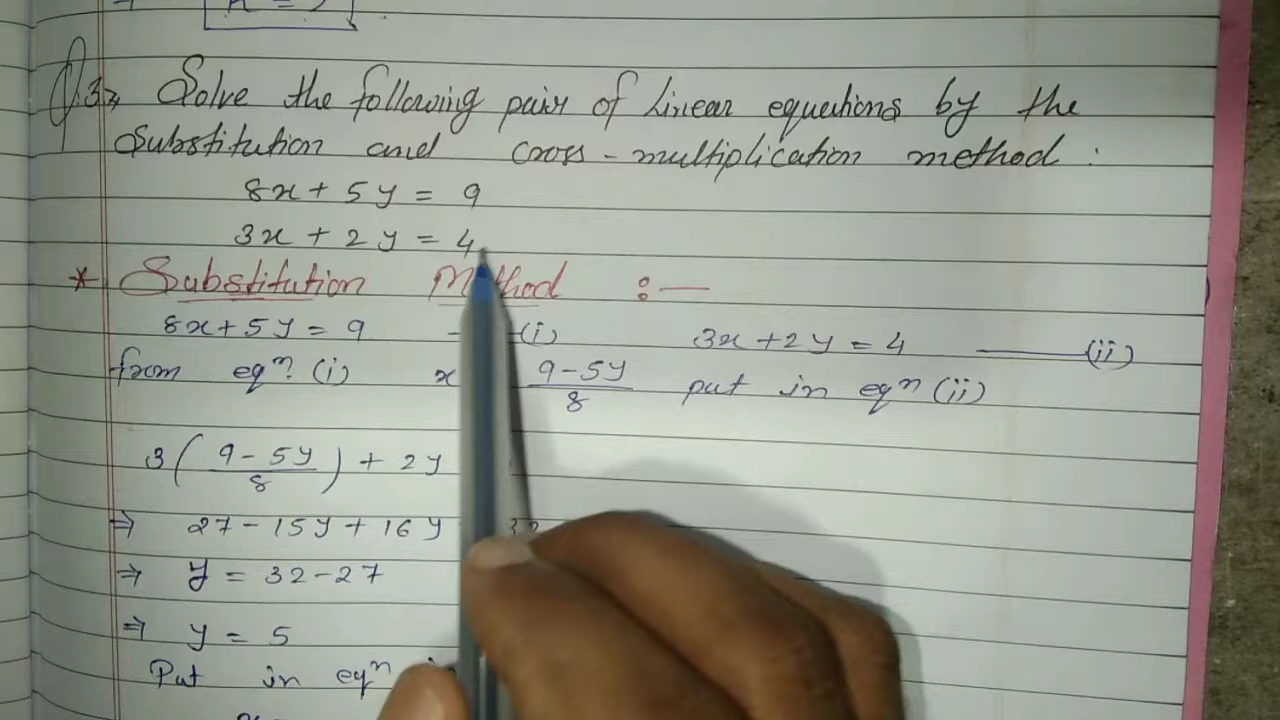 Q.3→ Solve the following pair of linear equations by the
Substitution and cross-multiplication method :
8x + 5y = 9
3x + 2y = 4
* Substitution Method :—
8x+5y = 9 (i) 3x+2y = 4 ——(ii)
from eqn (i) x 9-5y/8 put in eqn (ii)
3(9-5y/8) + 2y
⇒ 27-15y+16y 32
⇒ y = 32-27
⇒ y = 5
Put in eqn